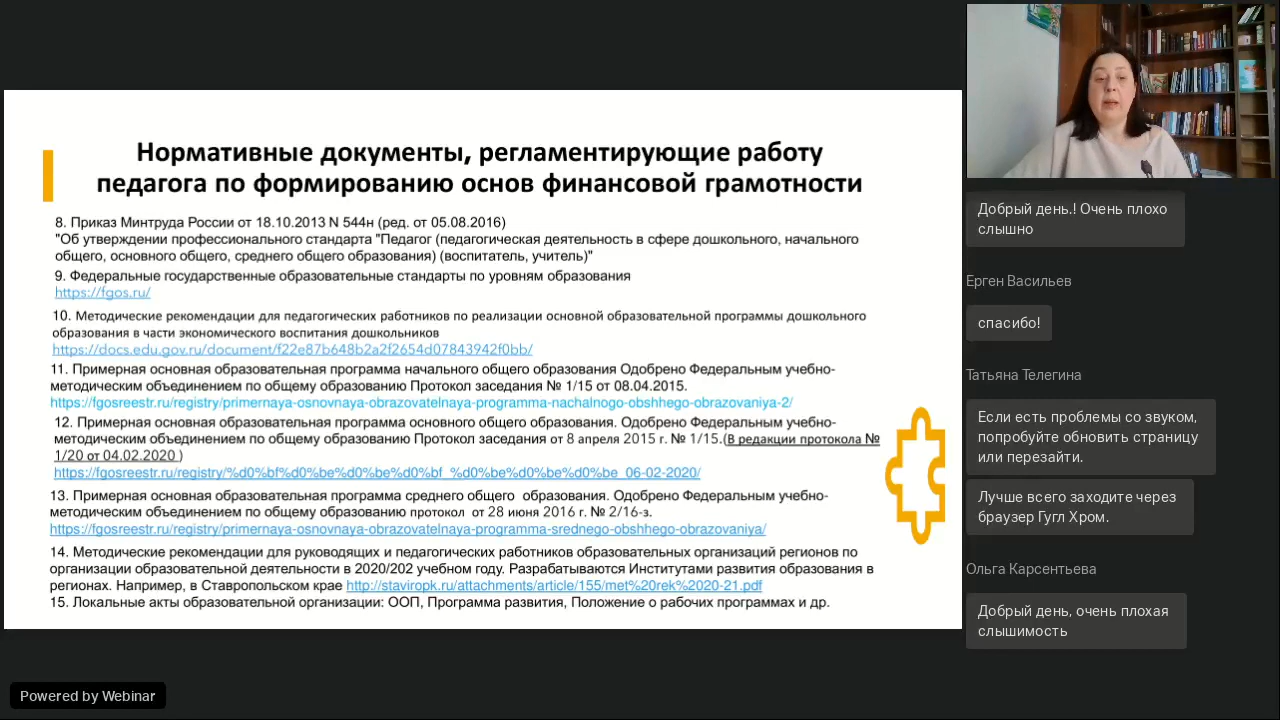 Нормативные документы, регламентирующие работу
педагога по формированию основ финансовой грамотности
8. Приказ Минтруда России от 18.10.2013 N 544н (ред. от 05.08.2016)
"Об утверждении профессионального стандарта "Педагог (педагогическая деятельность в сфере дошкольного, начального
общего, основного общего, среднего общего образования) (воспитатель, учитель)"
9. Федеральные государственные образовательные стандарты по уровням образования
https://fgos.ru/
10. Методические рекомендации для педагогических работников по реализации основной образовательной программы дошкольного
образования в части экономического воспитания дошкольников
https://docs.edu.gov.ru/document/f22e87b648b2a2f2654d07843942f0bb/
11. Примерная основная образовательная программа начального общего образования Одобрено Федеральным учебно-
методическим объединением по общему образованию Протокол заседания № 1/15 от 08.04.2015.
https://fgosreestr.ru/registry/primernaya-osnovnaya-obrazovatelnaya-programma-nachalnogo-obshhego-obrazovaniya-2/
12. Примерная основная образовательная программа основного общего образования. Одобрено Федеральным учебно-
методическим объединением по общему образованию Протокол заседания от 8 апреля 2015 г. № 1/15.(В редакции протокола №
1/20 от 04.02.2020 )
https://fgosreestr.ru/registry/%d0%bf%d0%be%d0%be%d0%bf_%d0%be%d0%be%d0%be_06-02-2020/
13. Примерная основная образовательная программа среднего общего образования. Одобрено Федеральным учебно-
методическим объединением по общему образованию протокол от 28 июня 2016 г. № 2/16-з.
https://fgosreestr.ru/registry/primernaya-osnovnaya-obrazovatelnaya-programma-srednego-obshhego-obrazovaniya/
14. Методические рекомендации для руководящих и педагогических работников образовательных организаций регионов по
организации образовательной деятельности в 2020/202 учебном году. Разрабатываются Институтами развития образования в
регионах. Например, в Ставропольском крае http://staviropk.ru/attachments/article/155/met%20rek%2020-21.pdf
15. Локальные акты образовательной организации: ООП, Программа развития, Положение о рабочих программах и др.
Добрый день.! Очень плохо
слышно
Ерген Васильев
спасибо!
Татьяна Телегина
Если есть проблемы со звуком,
попробуйте обновить страницу
или перезайти.
Лучше всего заходите через
браузер Гугл Хром.
Ольга Карсентьева
Добрый день, очень плохая
слышимость
Powered by Webinar